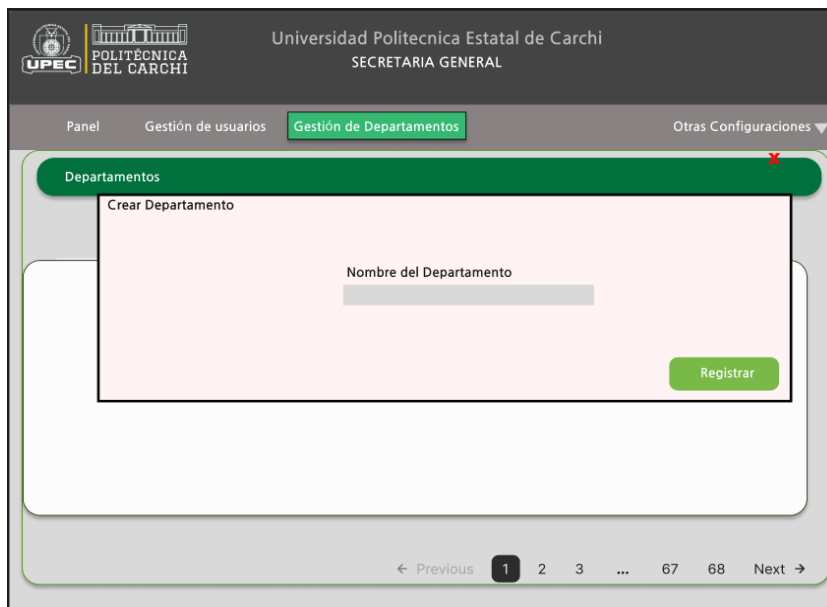 Universidad Politecnica Estatal de Carchi
SECRETARIA GENERAL
UPEC
POLITÉCNICA
DEL CARCHI
Panel Gestión de usuarios Gestión de Departamentos Otras Configuraciones
x
Departamentos
Crear Departamento
Nombre del Departamento
Registrar
← Previous 1 2 3 ... 67 68 Next →